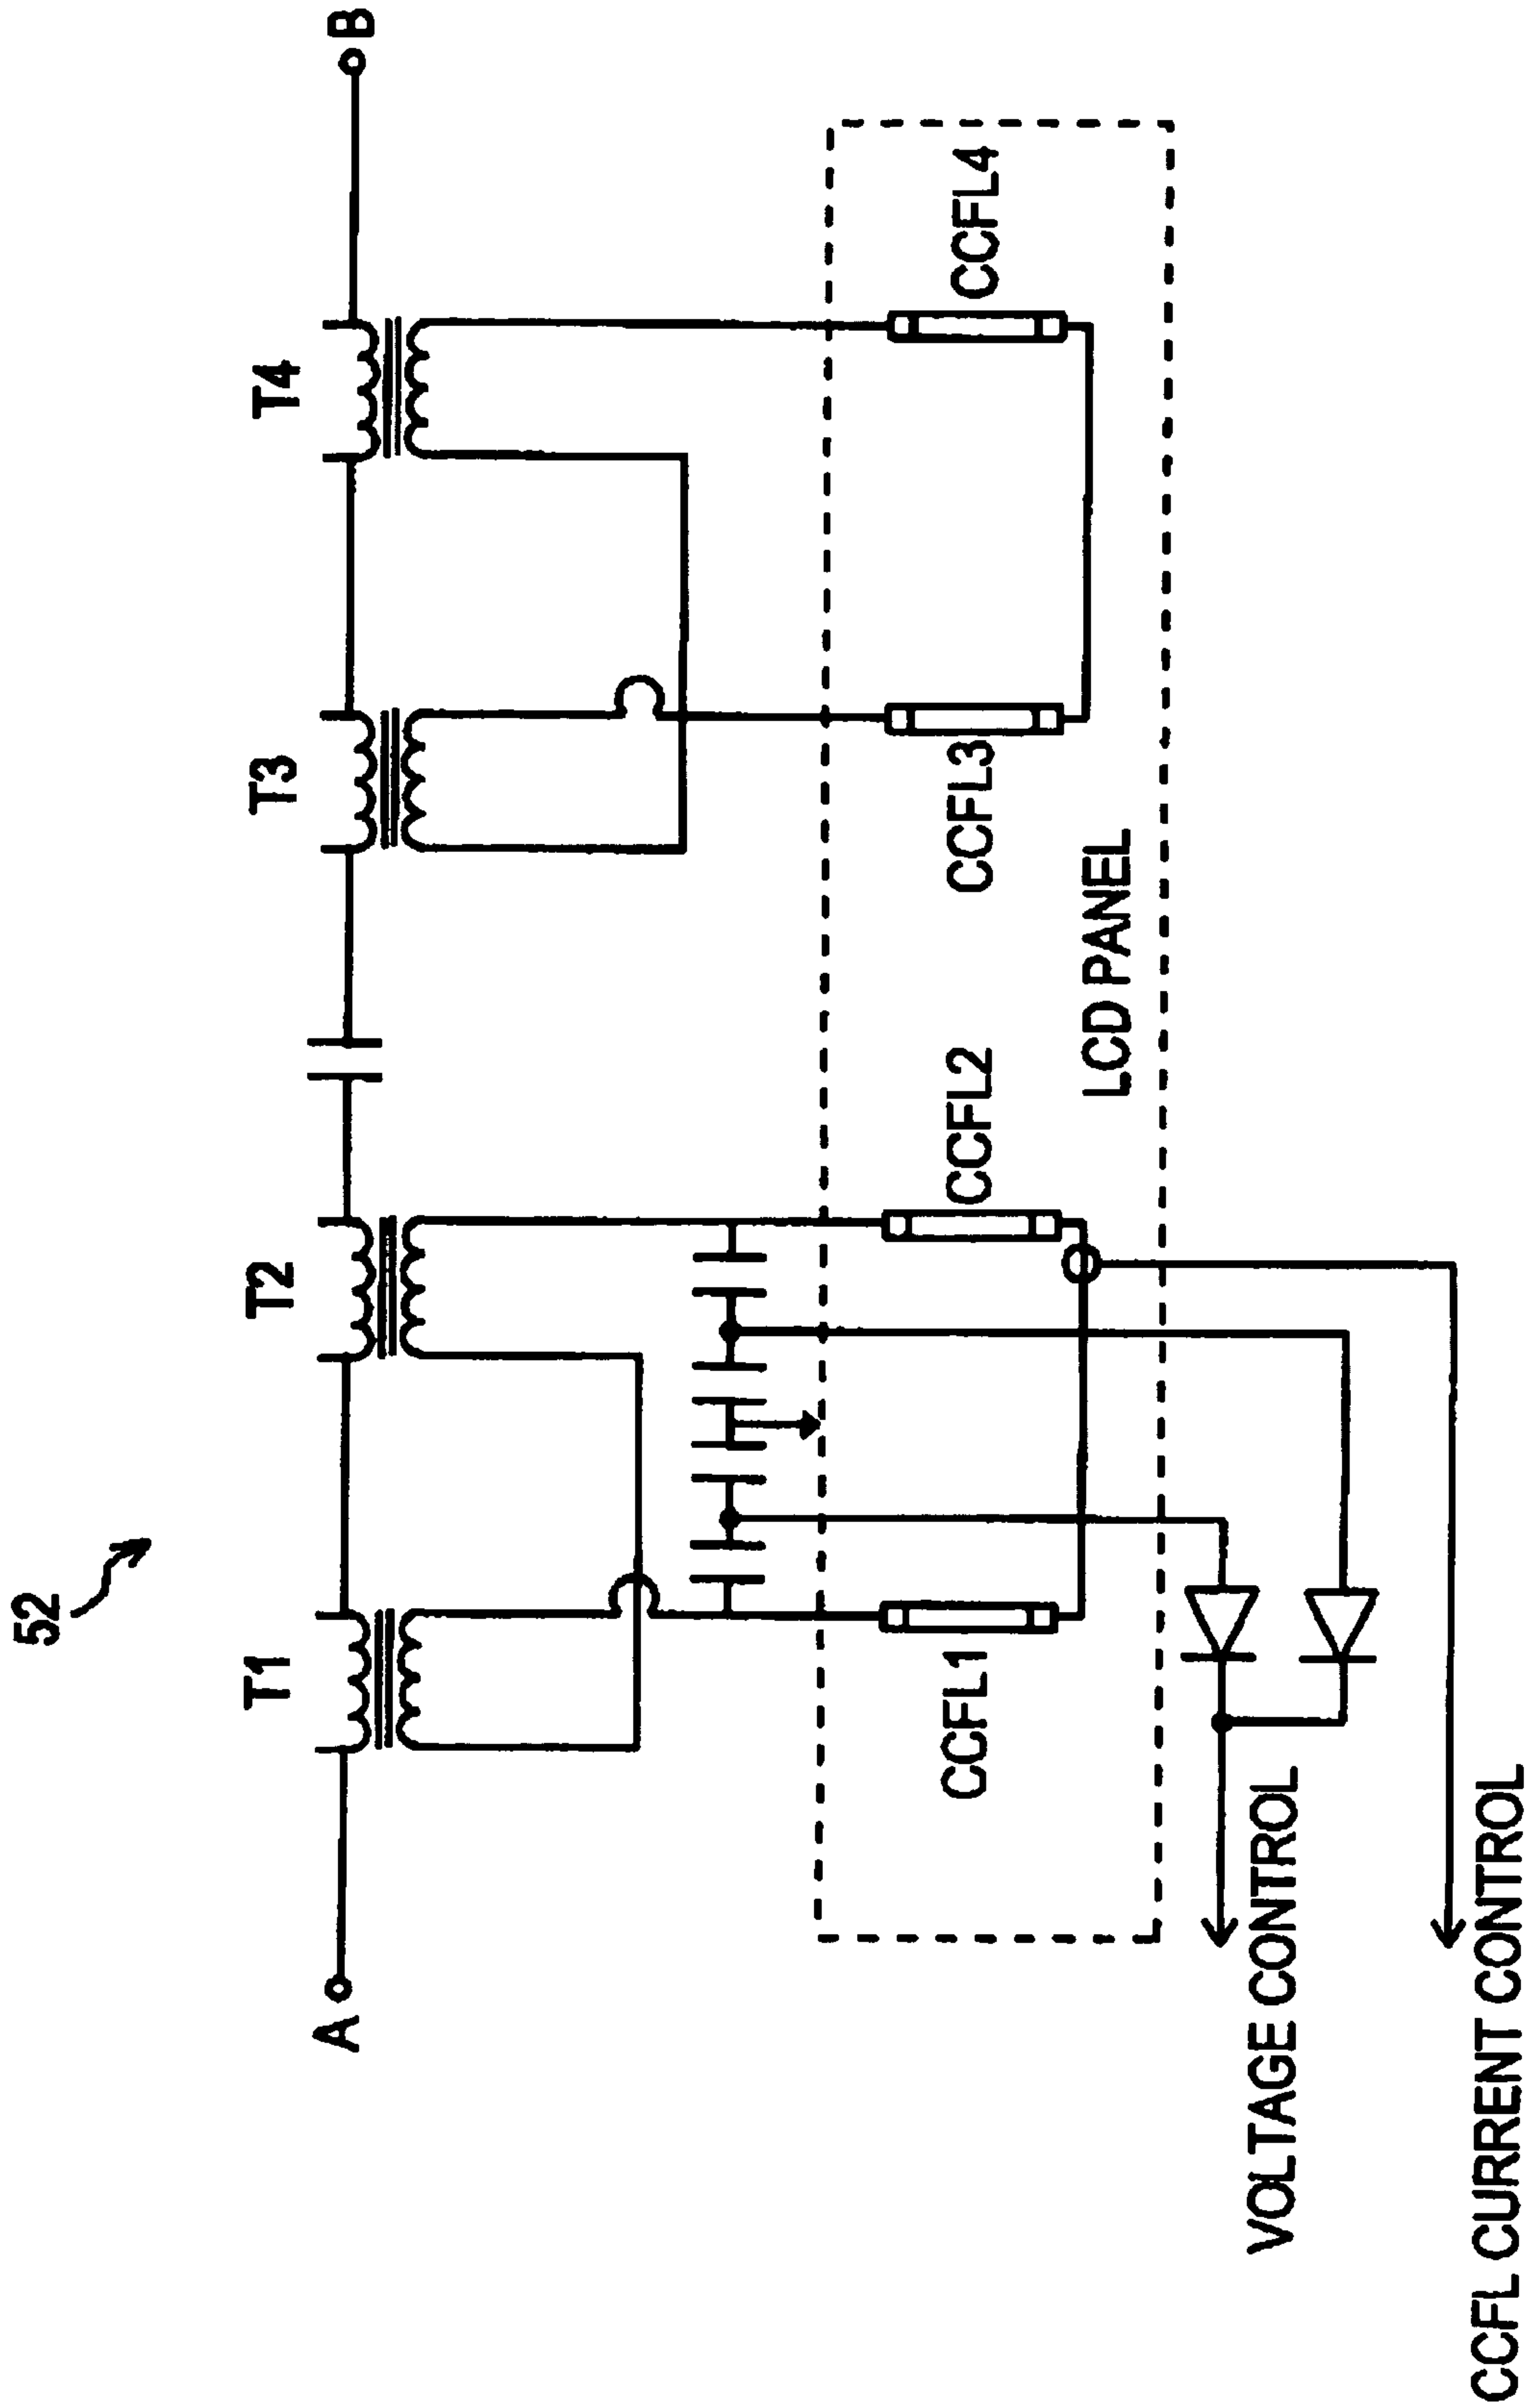 52
T1
T2
T3
T4
A
B
CCFL1
CCFL2
CCFL3
CCFL4
LCD PANEL
VOLTAGE CONTROL
CCFL CURRENT CONTROL